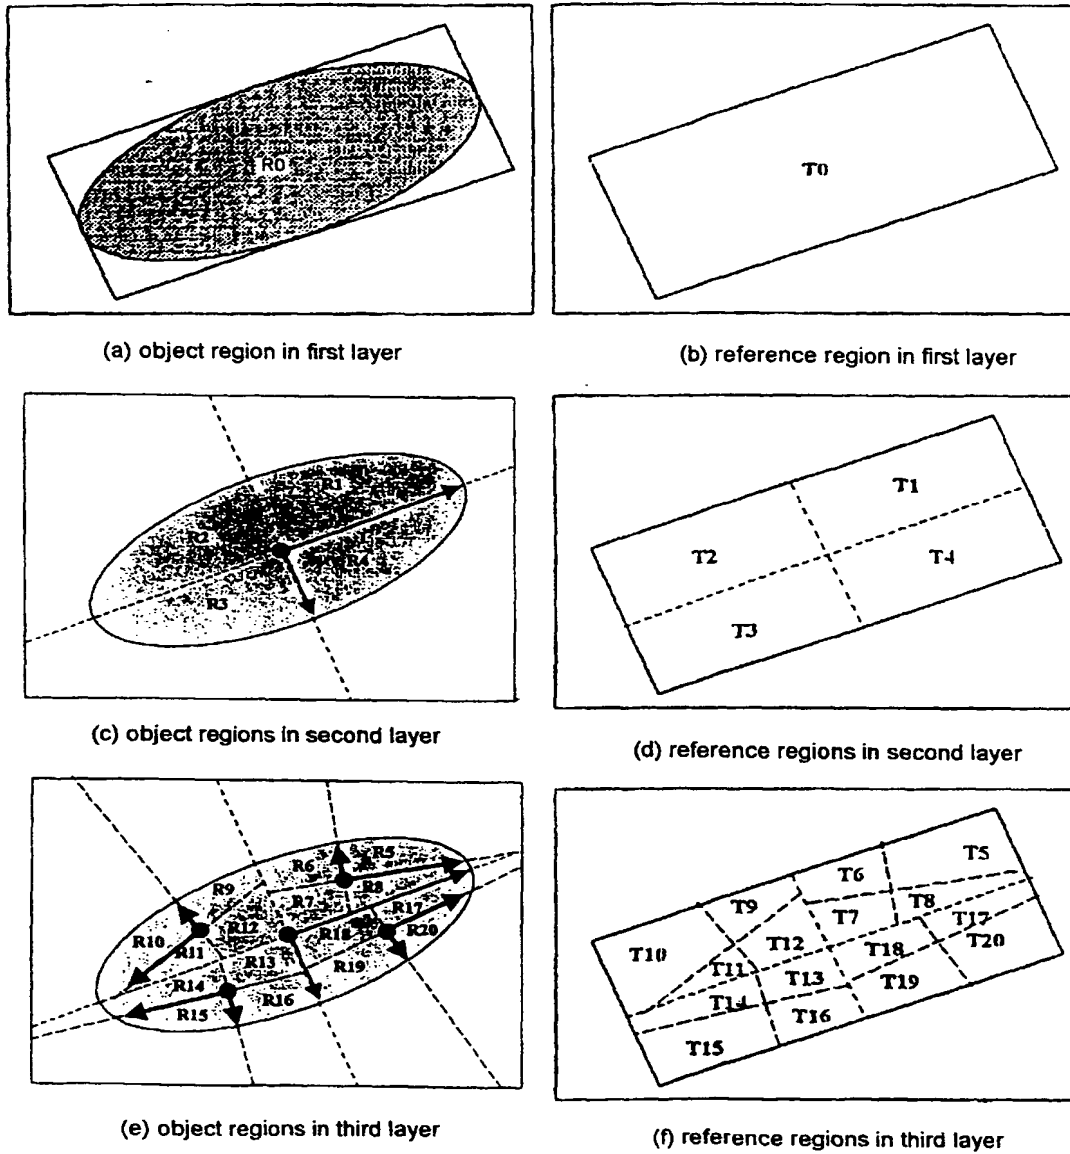 R0
T0
(a) object region in first layer
(b) reference region in first layer
R1
R2
R4
R3
T1
T2
T4
T3
(c) object regions in second layer
(d) reference regions in second layer
R5
R6
R9
R8
R7
R17
R12
R10
R18
R20
R11
R13
R19
R14
R16
R15
T5
T6
T9
T8
T7
T17
T12
T20
T10
T18
T11
T13
T19
T14
T16
T15
(e) object regions in third layer
(f) reference regions in third layer